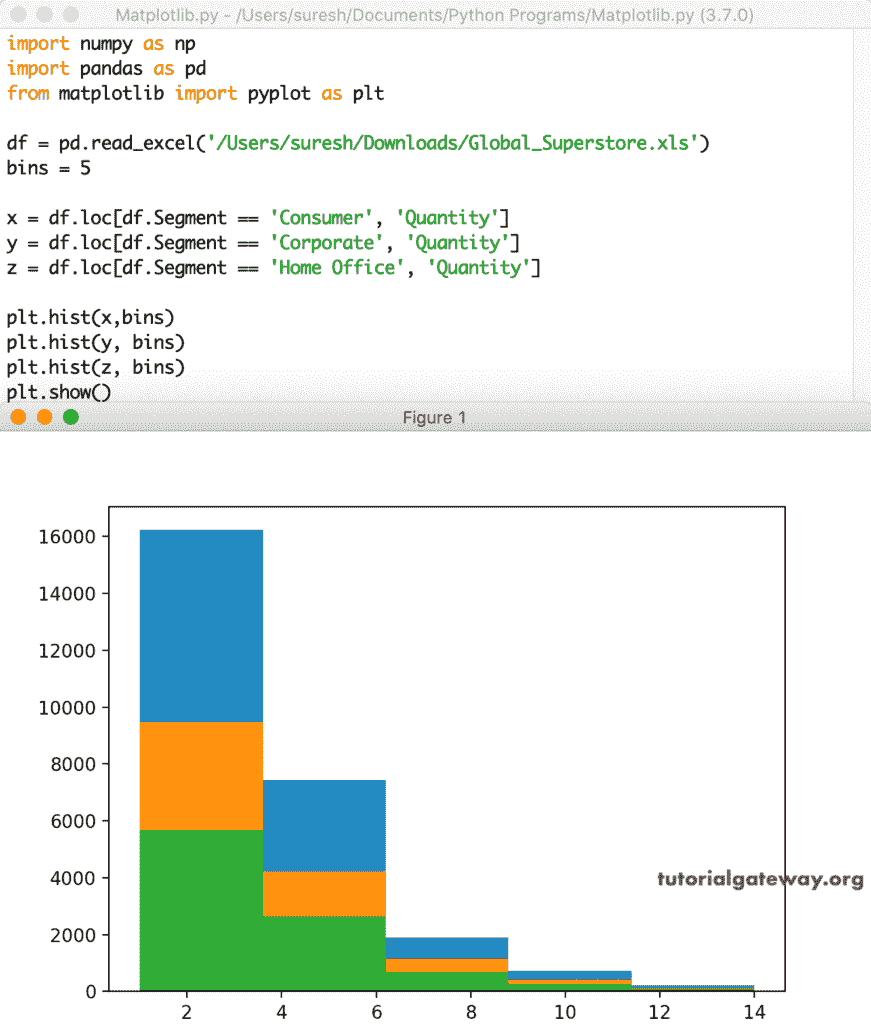 Matplotlib.py - /Users/suresh/Documents/Python Programs/Matplotlib.py (3.7.0)
import numpy as np
import pandas as pd
from matplotlib import pyplot as plt
df = pd.read_excel('/Users/suresh/Downloads/Global_Superstore.xls')
bins = 5
x = df.loc[df.Segment == 'Consumer', 'Quantity']
y = df.loc[df.Segment == 'Corporate', 'Quantity']
z = df.loc[df.Segment == 'Home Office', 'Quantity']
plt.hist(x,bins)
plt.hist(y, bins)
plt.hist(z, bins)
plt.show()
Figure 1
16000
14000
12000
10000
8000
6000
4000
tutorialgateway.org
2000
0
2 4 6 8 10 12 14